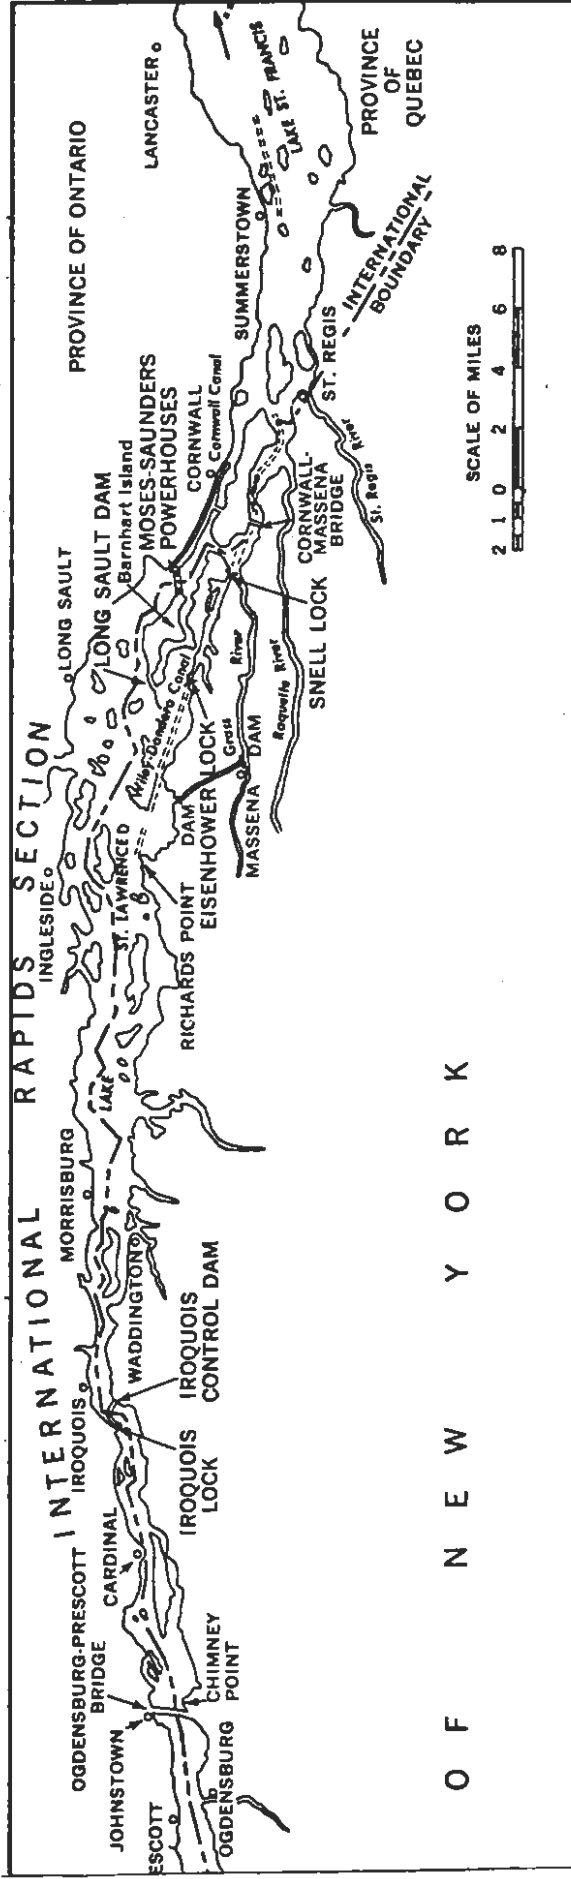 INTERNATIONAL RAPIDS SECTION
PROVINCE OF ONTARIO
LANCASTER
LAKE ST. FRANCIS
PROVINCE
OF
QUEBEC
INTERNATIONAL
BOUNDARY
SUMMERSTOWN
ST. REGIS
St. Regis River
Cornwall Canal
CORNWALL
MOSES-SAUNDERS
POWERHOUSES
Barnhart Island
LONG SAULT DAM
LONG SAULT
CORNWALL-
MASSENA
BRIDGE
SNELL LOCK
Raquette River
Grass River
Wiley-Dondero Canal
EISENHOWER LOCK
MASSENA DAM
RICHARDS POINT DAM
INGLESIDE
LAKE ST. LAWRENCE
MORRISBURG
WADDINGTON
IROQUOIS
IROQUOIS
CONTROL DAM
IROQUOIS
LOCK
CARDINAL
OGDENSBURG-PRESCOTT
BRIDGE
JOHNSTOWN
CHIMNEY
POINT
ESCOTT
OGDENSBURG
OF NEW YORK
SCALE OF MILES
2 1 0 2 4 6 8